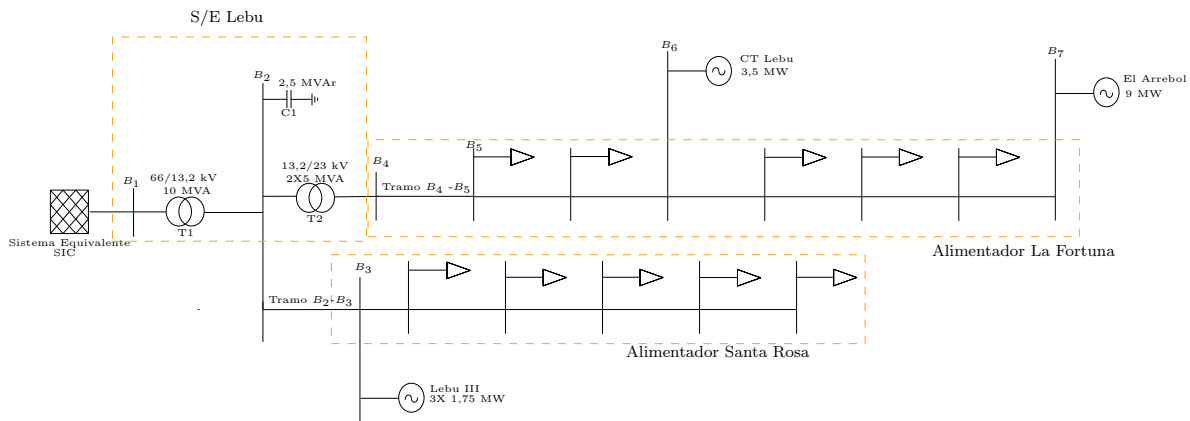 S/E Lebu
B6
CT Lebu
3,5 MW
B7
El Arrebol
9 MW
B2
2,5 MVAr
C1
B5
13,2/23 kV
2X5 MVA
T2
B4
Tramo B4 -B5
66/13,2 kV
10 MVA
B1
T1
Sistema Equivalente
SIC
Alimentador La Fortuna
B3
Tramo B2-B3
Alimentador Santa Rosa
Lebu III
3X 1,75 MW